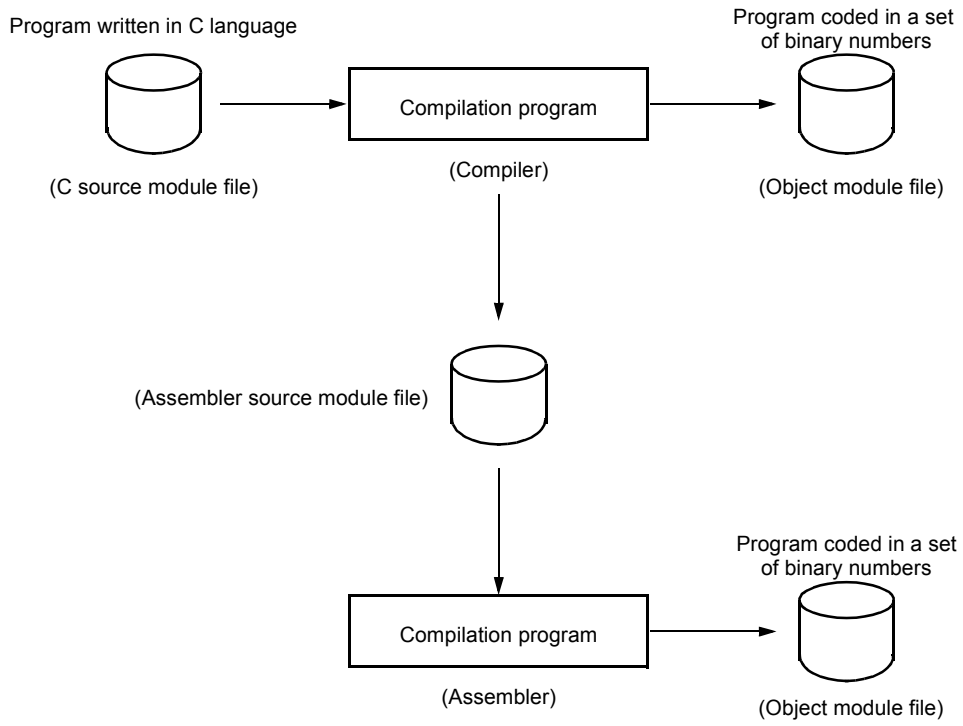 Program written in C language
Program coded in a set
of binary numbers
Compilation program
(Compiler)
(C source module file)
(Object module file)
(Assembler source module file)
Program coded in a set
of binary numbers
Compilation program
(Assembler)
(Object module file)